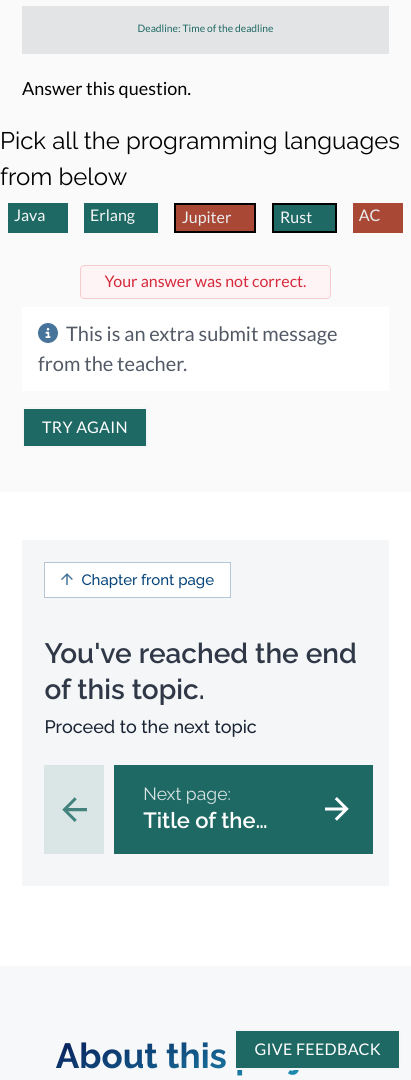 Deadline: Time of the deadline
Answer this question.
Pick all the programming languages
from below
Java Erlang Jupiter Rust AC
Your answer was not correct.
This is an extra submit message
from the teacher.
TRY AGAIN
Chapter front page
You've reached the end
of this topic.
Proceed to the next topic
Next page:
Title of the...
About this
GIVE FEEDBACK